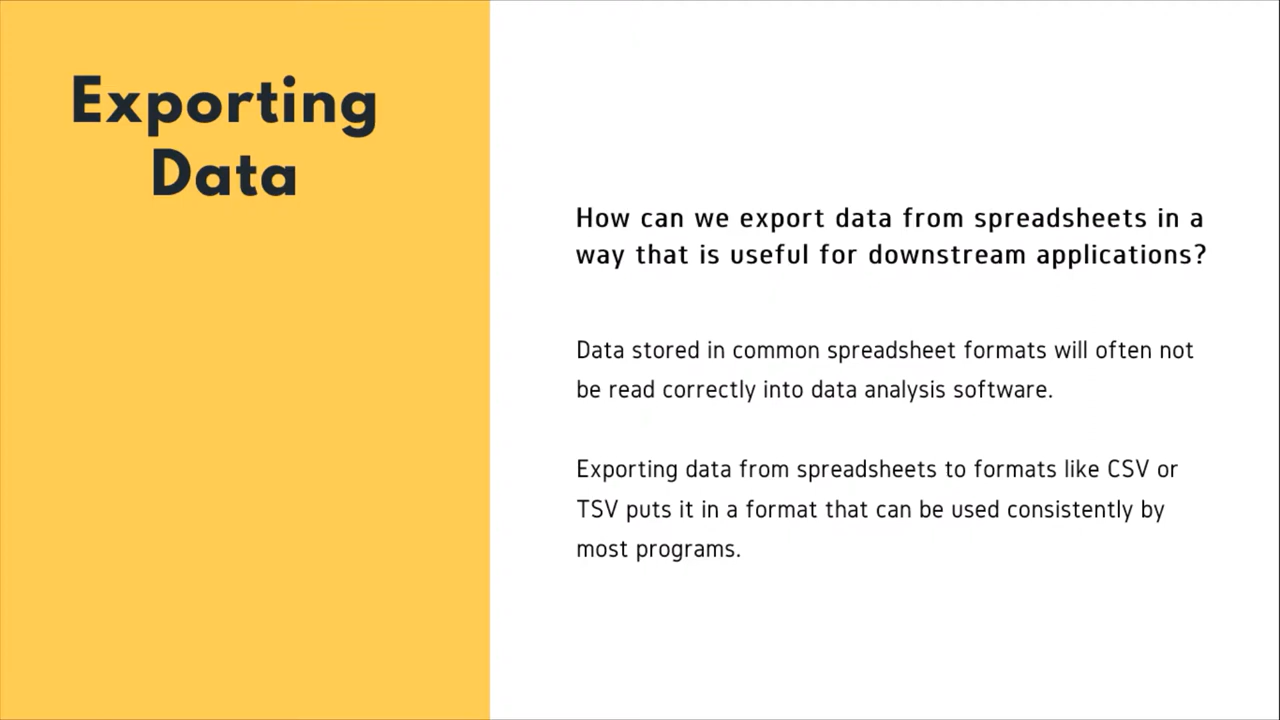 Exporting
Data
How can we export data from spreadsheets in a
way that is useful for downstream applications?
Data stored in common spreadsheet formats will often not
be read correctly into data analysis software.
Exporting data from spreadsheets to formats like CSV or
TSV puts it in a format that can be used consistently by
most programs.